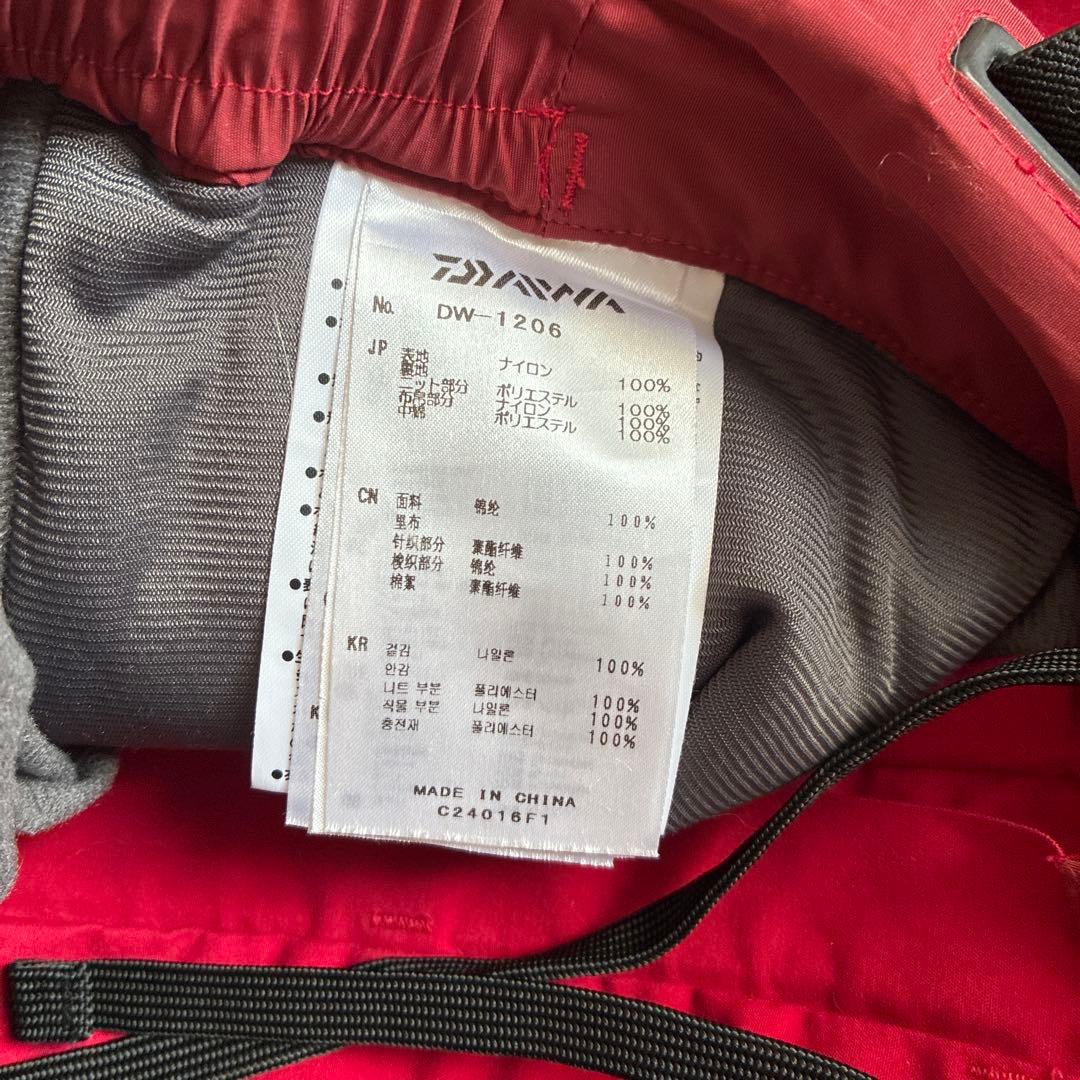 DAIWA
No. DW-1206
JP 表地 ナイロン 100%
裏地
ニット部分 ポリエステル 100%
布帛部分 ナイロン 100%
中綿 ポリエステル 100%
CN 面料 锦纶 100%
里布
针织部分 聚酯纤维 100%
梭织部分 锦纶 100%
棉絮 聚酯纤维 100%
KR 겉감 나일론 100%
안감
니트 부분 폴리에스터 100%
직물 부분 나일론 100%
충전재 폴리에스터 100%
MADE IN CHINA
C24016F1